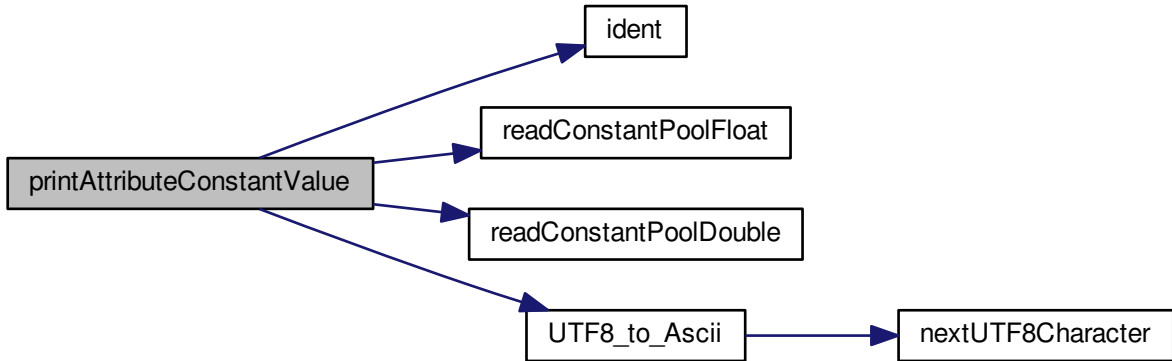 ident
readConstantPoolFloat
printAttributeConstantValue
readConstantPoolDouble
UTF8_to_Ascii
nextUTF8Character